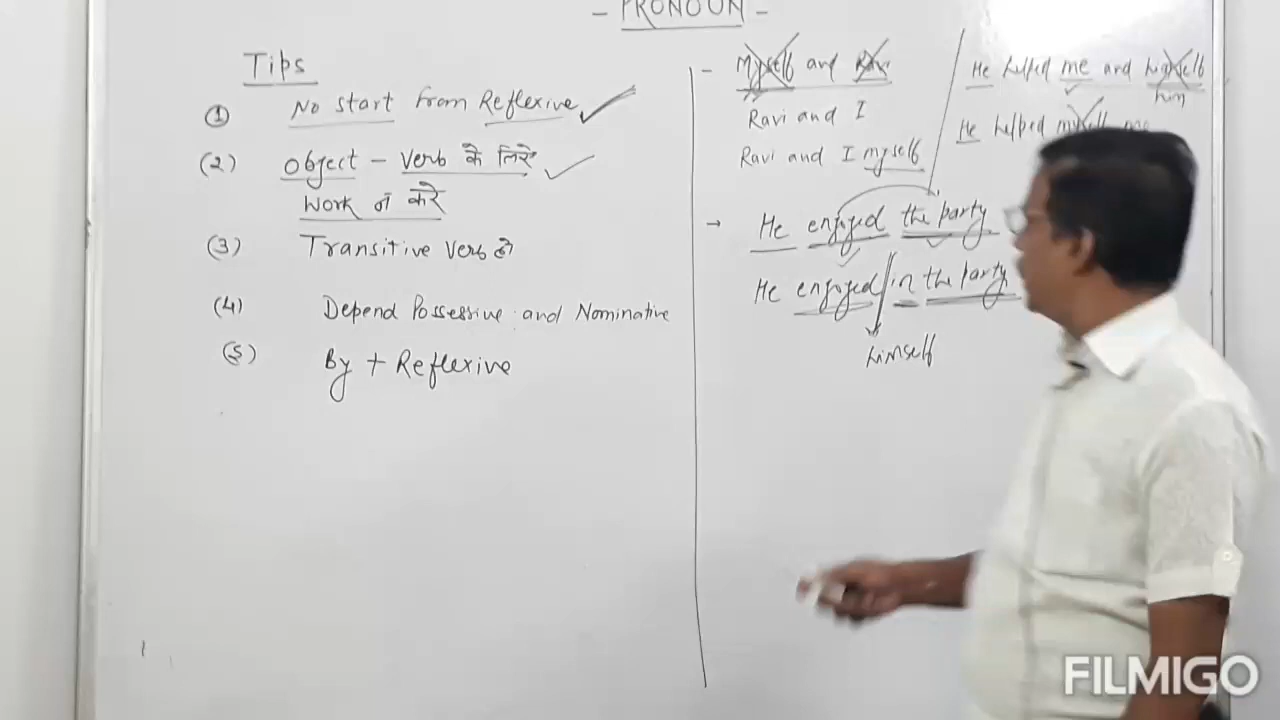 - PRONOUN -
Tips
(1) No start from Reflexive
(2) Object - Verb के लिये
Work न करे
(3) Transitive Verb हो
(4) Depend Possessive and Nominative
(5) By + Reflexive
- Myself and Ravi
Ravi and I
Ravi and I myself
He helped me and himself
him
He helped myself me
→ He enjoyed the party
He enjoyed in the party
himself
FILMIGO